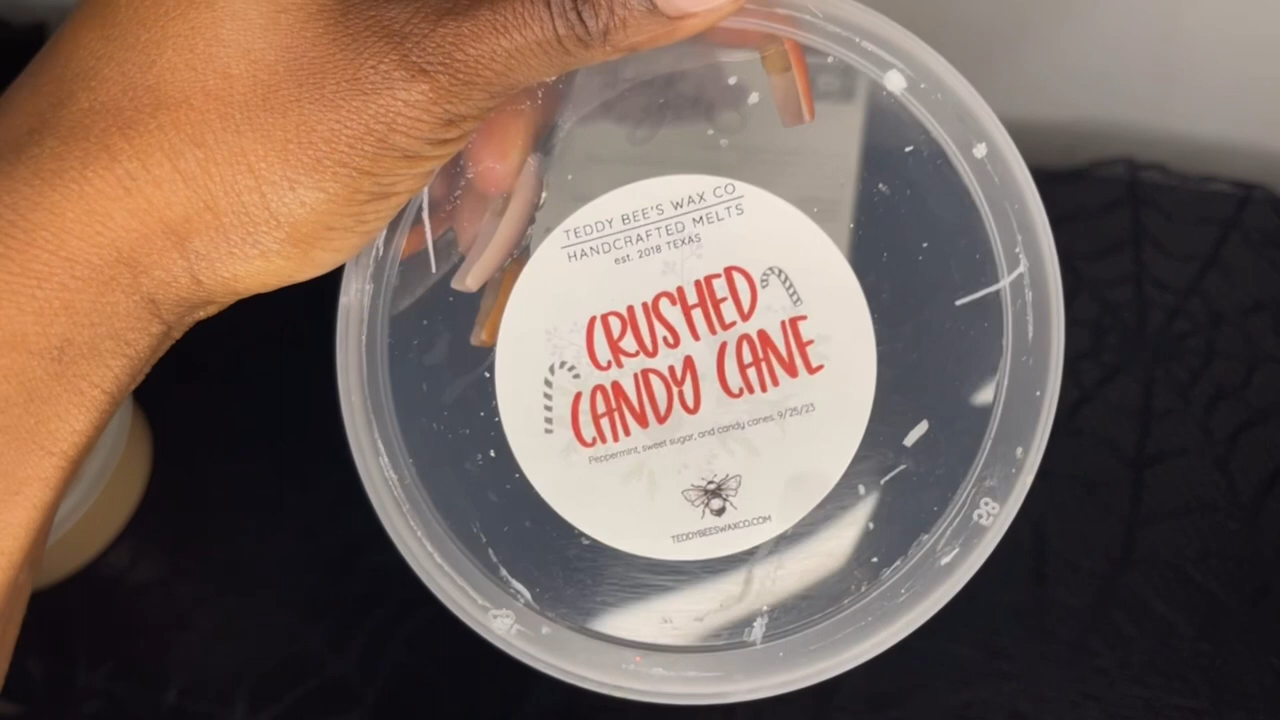 TEDDY BEE'S WAX CO
HANDCRAFTED MELTS
est. 2018 TEXAS
CRUSHED
CANDY CANE
Peppermint, sweet sugar, and candy canes. 9/25/23
TEDDYBEESWAXCO.COM